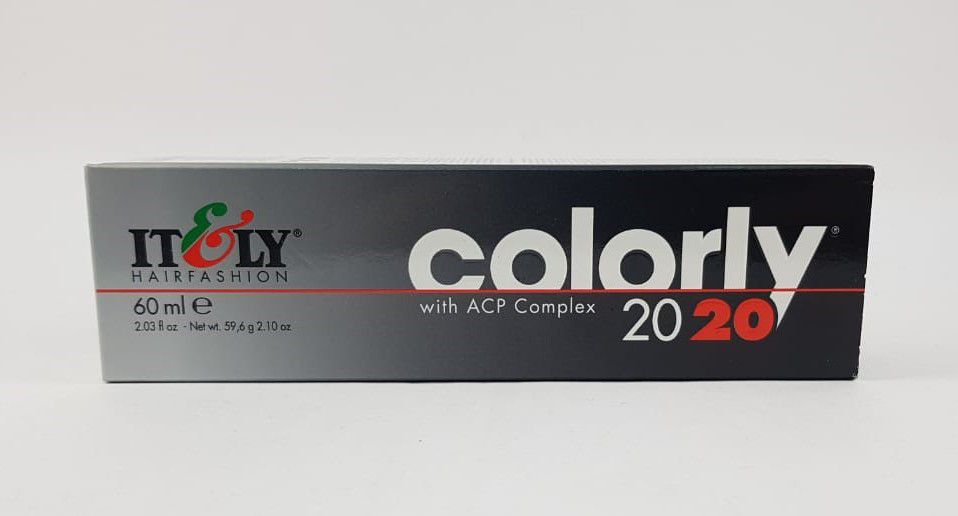 IT&LY®
HAIRFASHION
60 ml ℮
2.03 fl oz - Net wt. 59,6 g 2.10 oz
colorly®
with ACP Complex
20 20